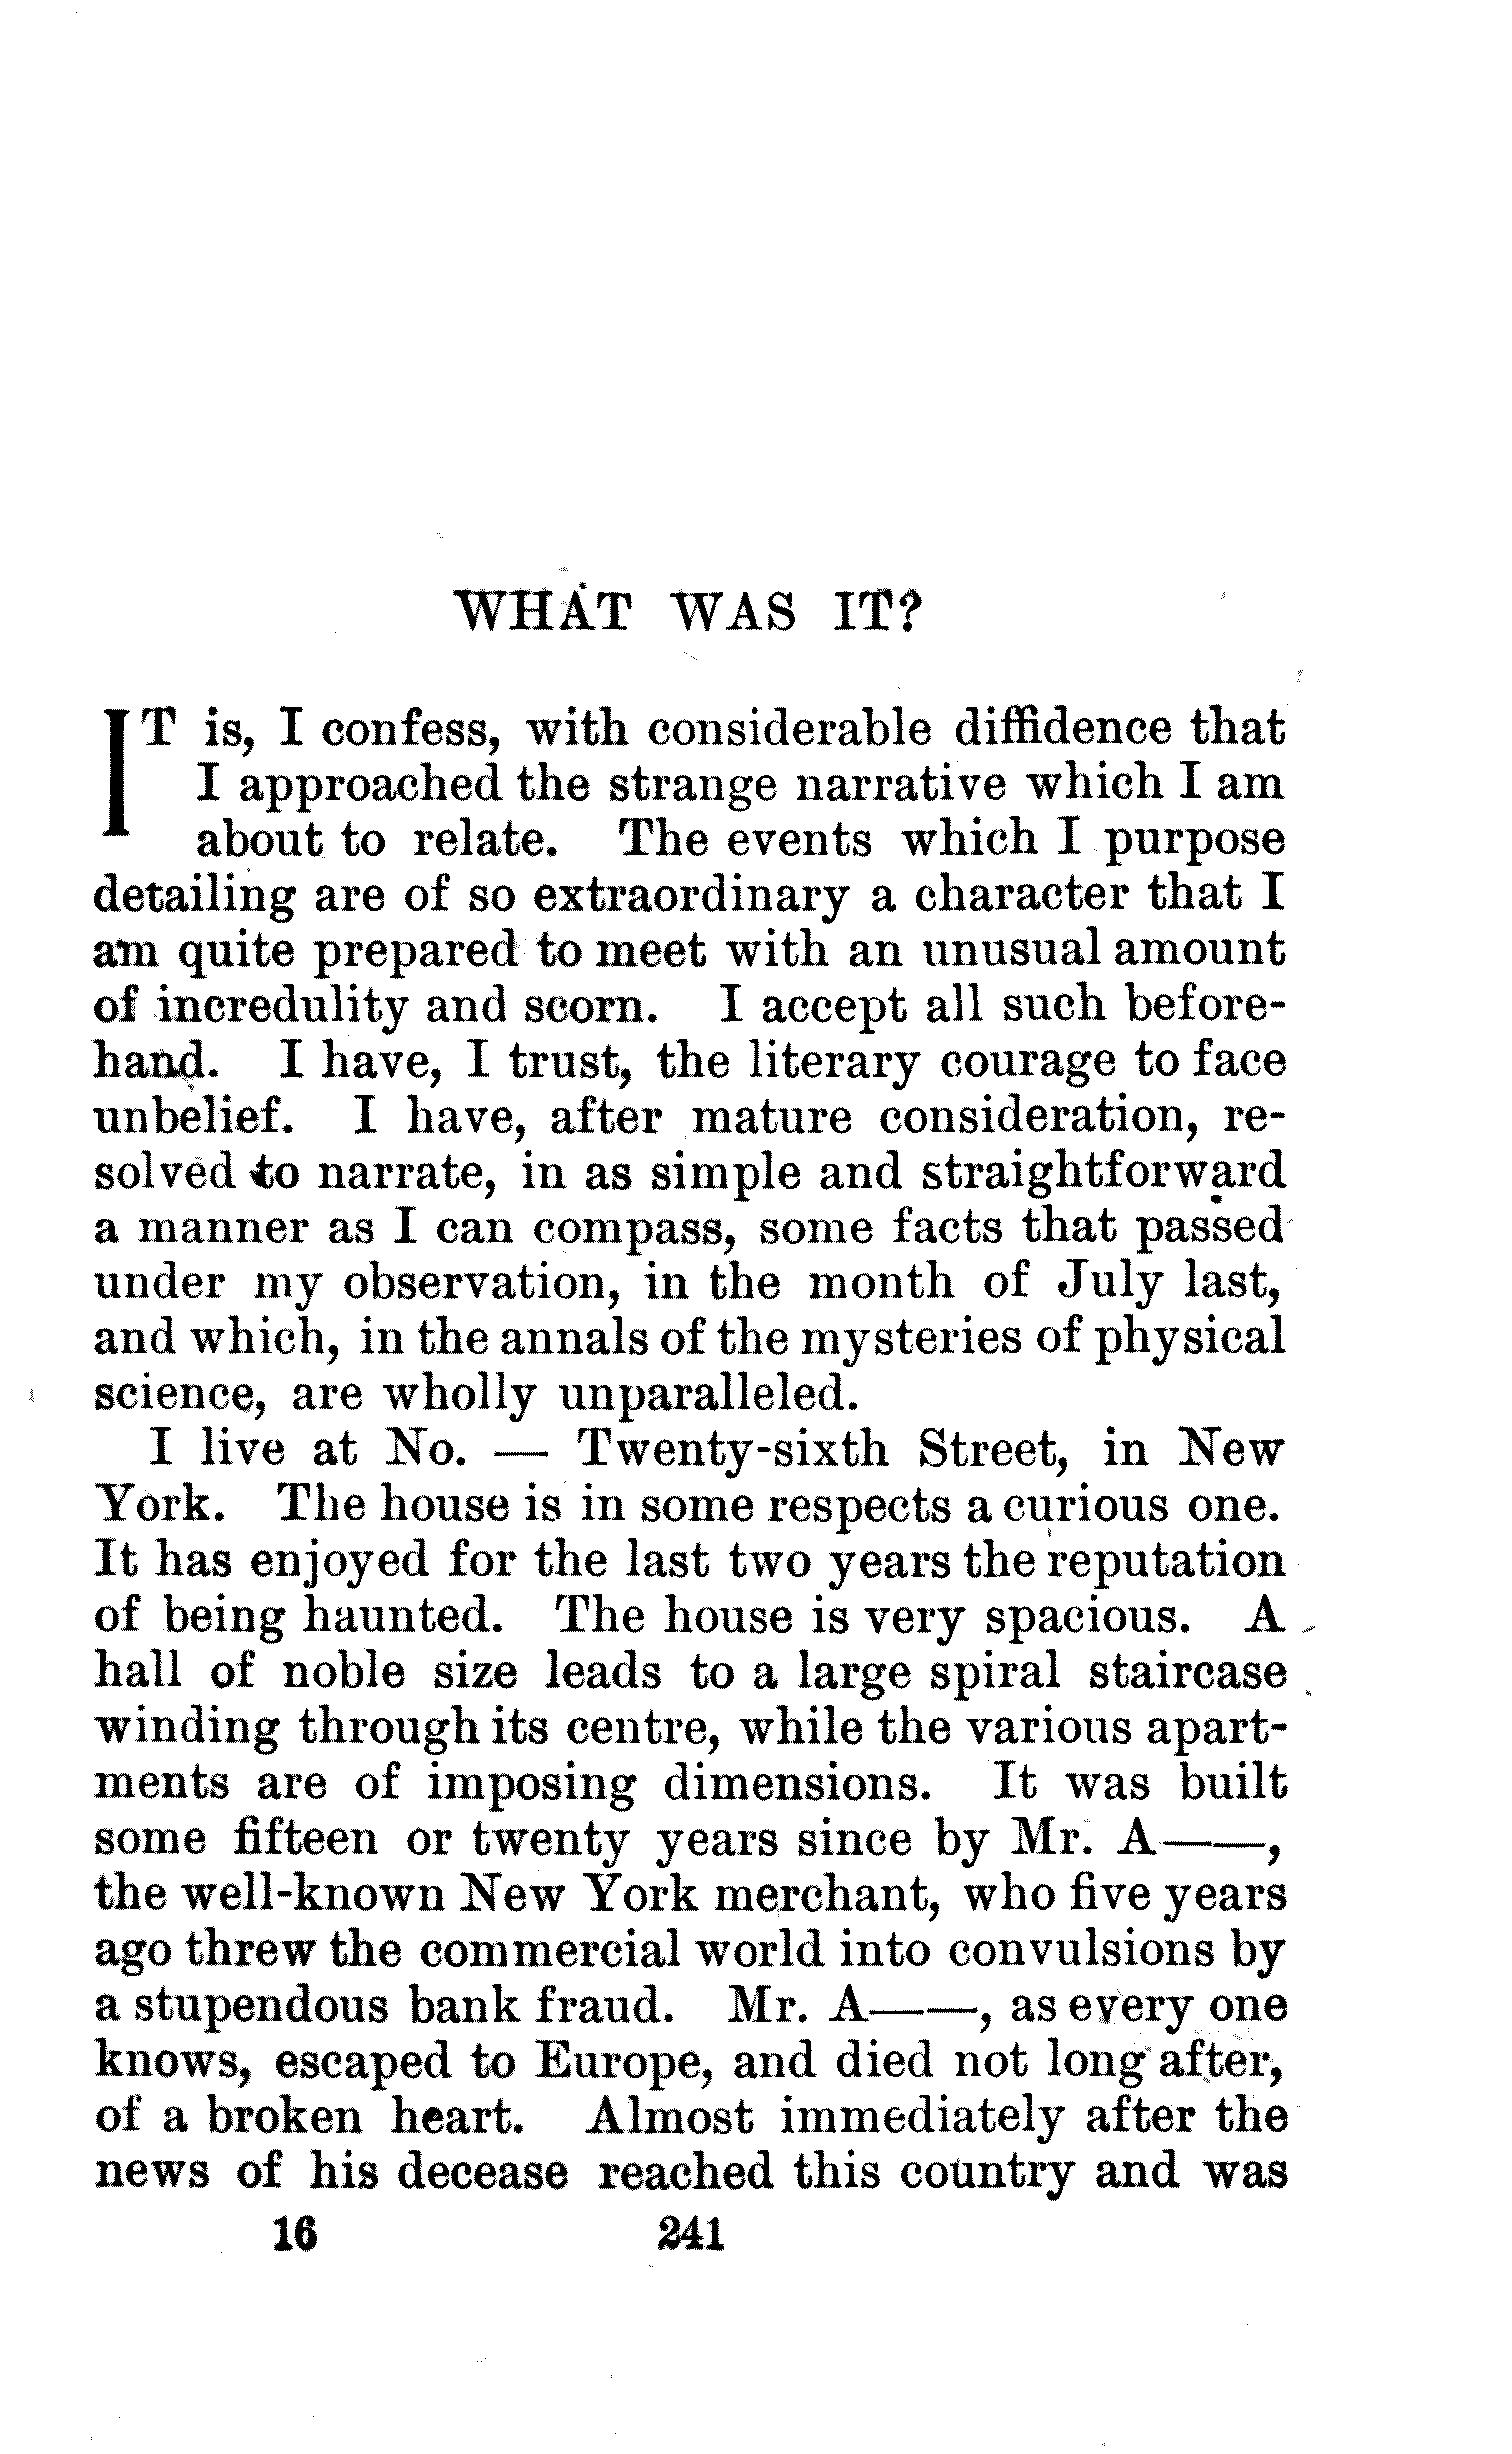 WHAT WAS IT?
IT is, I confess, with considerable diffidence that
I approached the strange narrative which I am
about to relate. The events which I purpose
detailing are of so extraordinary a character that I
am quite prepared to meet with an unusual amount
of incredulity and scorn. I accept all such before-
hand. I have, I trust, the literary courage to face
unbelief. I have, after mature consideration, re-
solved to narrate, in as simple and straightforward
a manner as I can compass, some facts that passed
under my observation, in the month of July last,
and which, in the annals of the mysteries of physical
science, are wholly unparalleled.
I live at No. — Twenty-sixth Street, in New
York. The house is in some respects a curious one.
It has enjoyed for the last two years the reputation
of being haunted. The house is very spacious. A
hall of noble size leads to a large spiral staircase
winding through its centre, while the various apart-
ments are of imposing dimensions. It was built
some fifteen or twenty years since by Mr. A——,
the well-known New York merchant, who five years
ago threw the commercial world into convulsions by
a stupendous bank fraud. Mr. A——, as every one
knows, escaped to Europe, and died not long after,
of a broken heart. Almost immediately after the
news of his decease reached this country and was
16 241